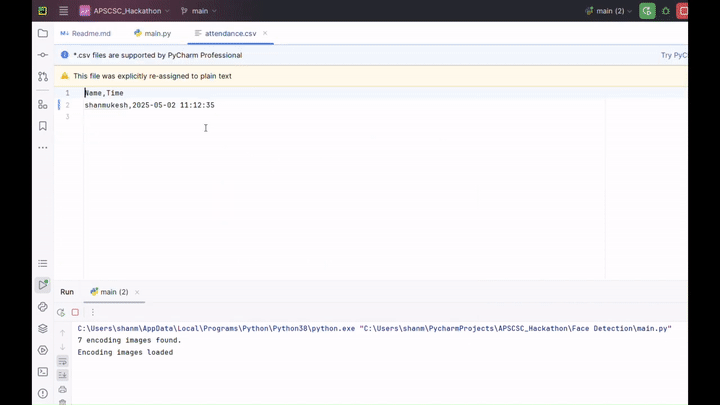 APSCSC_Hackathon
main
main (2)
Readme.md
main.py
attendance.csv
*.csv files are supported by PyCharm Professional
Try PyC
This file was explicitly re-assigned to plain text
1
Name,Time
2
shanmukesh,2025-05-02 11:12:35
3
Run
main (2)
C:\Users\shanm\AppData\Local\Programs\Python\Python38\python.exe "C:\Users\shanm\PycharmProjects\APSCSC_Hackathon\Face Detection\main.py"
7 encoding images found.
Encoding images loaded